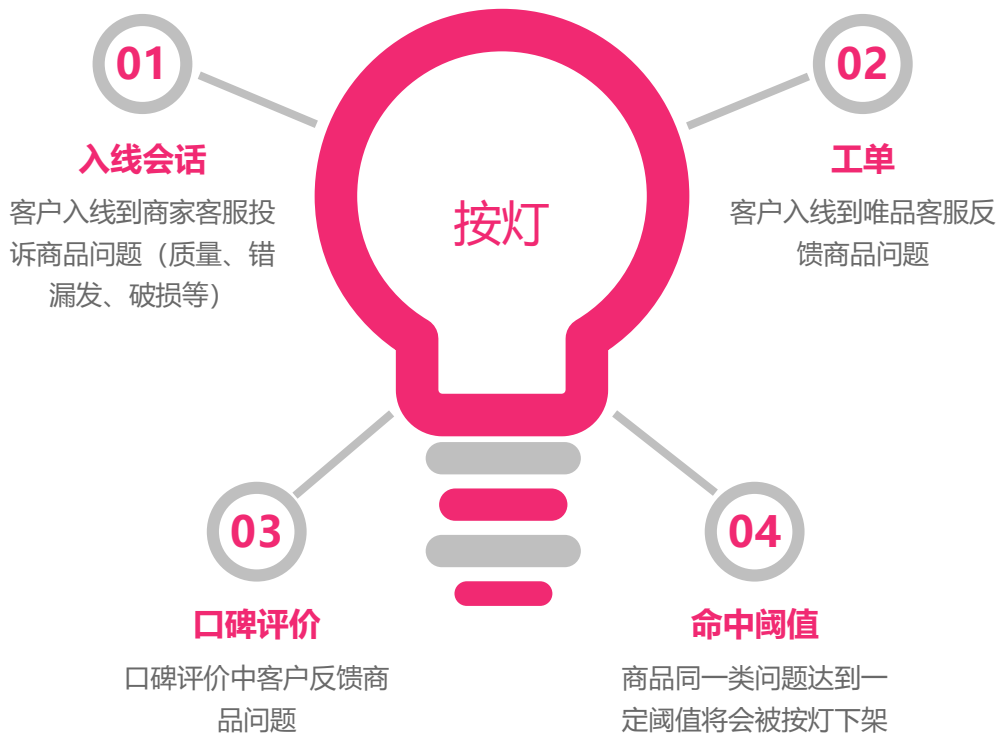 01
入线会话
客户入线到商家客服投
诉商品问题（质量、错
漏发、破损等）
按灯
02
工单
客户入线到唯品客服反
馈商品问题
03
口碑评价
口碑评价中客户反馈商
品问题
04
命中阈值
商品同一类问题达到一
定阈值将会被按灯下架